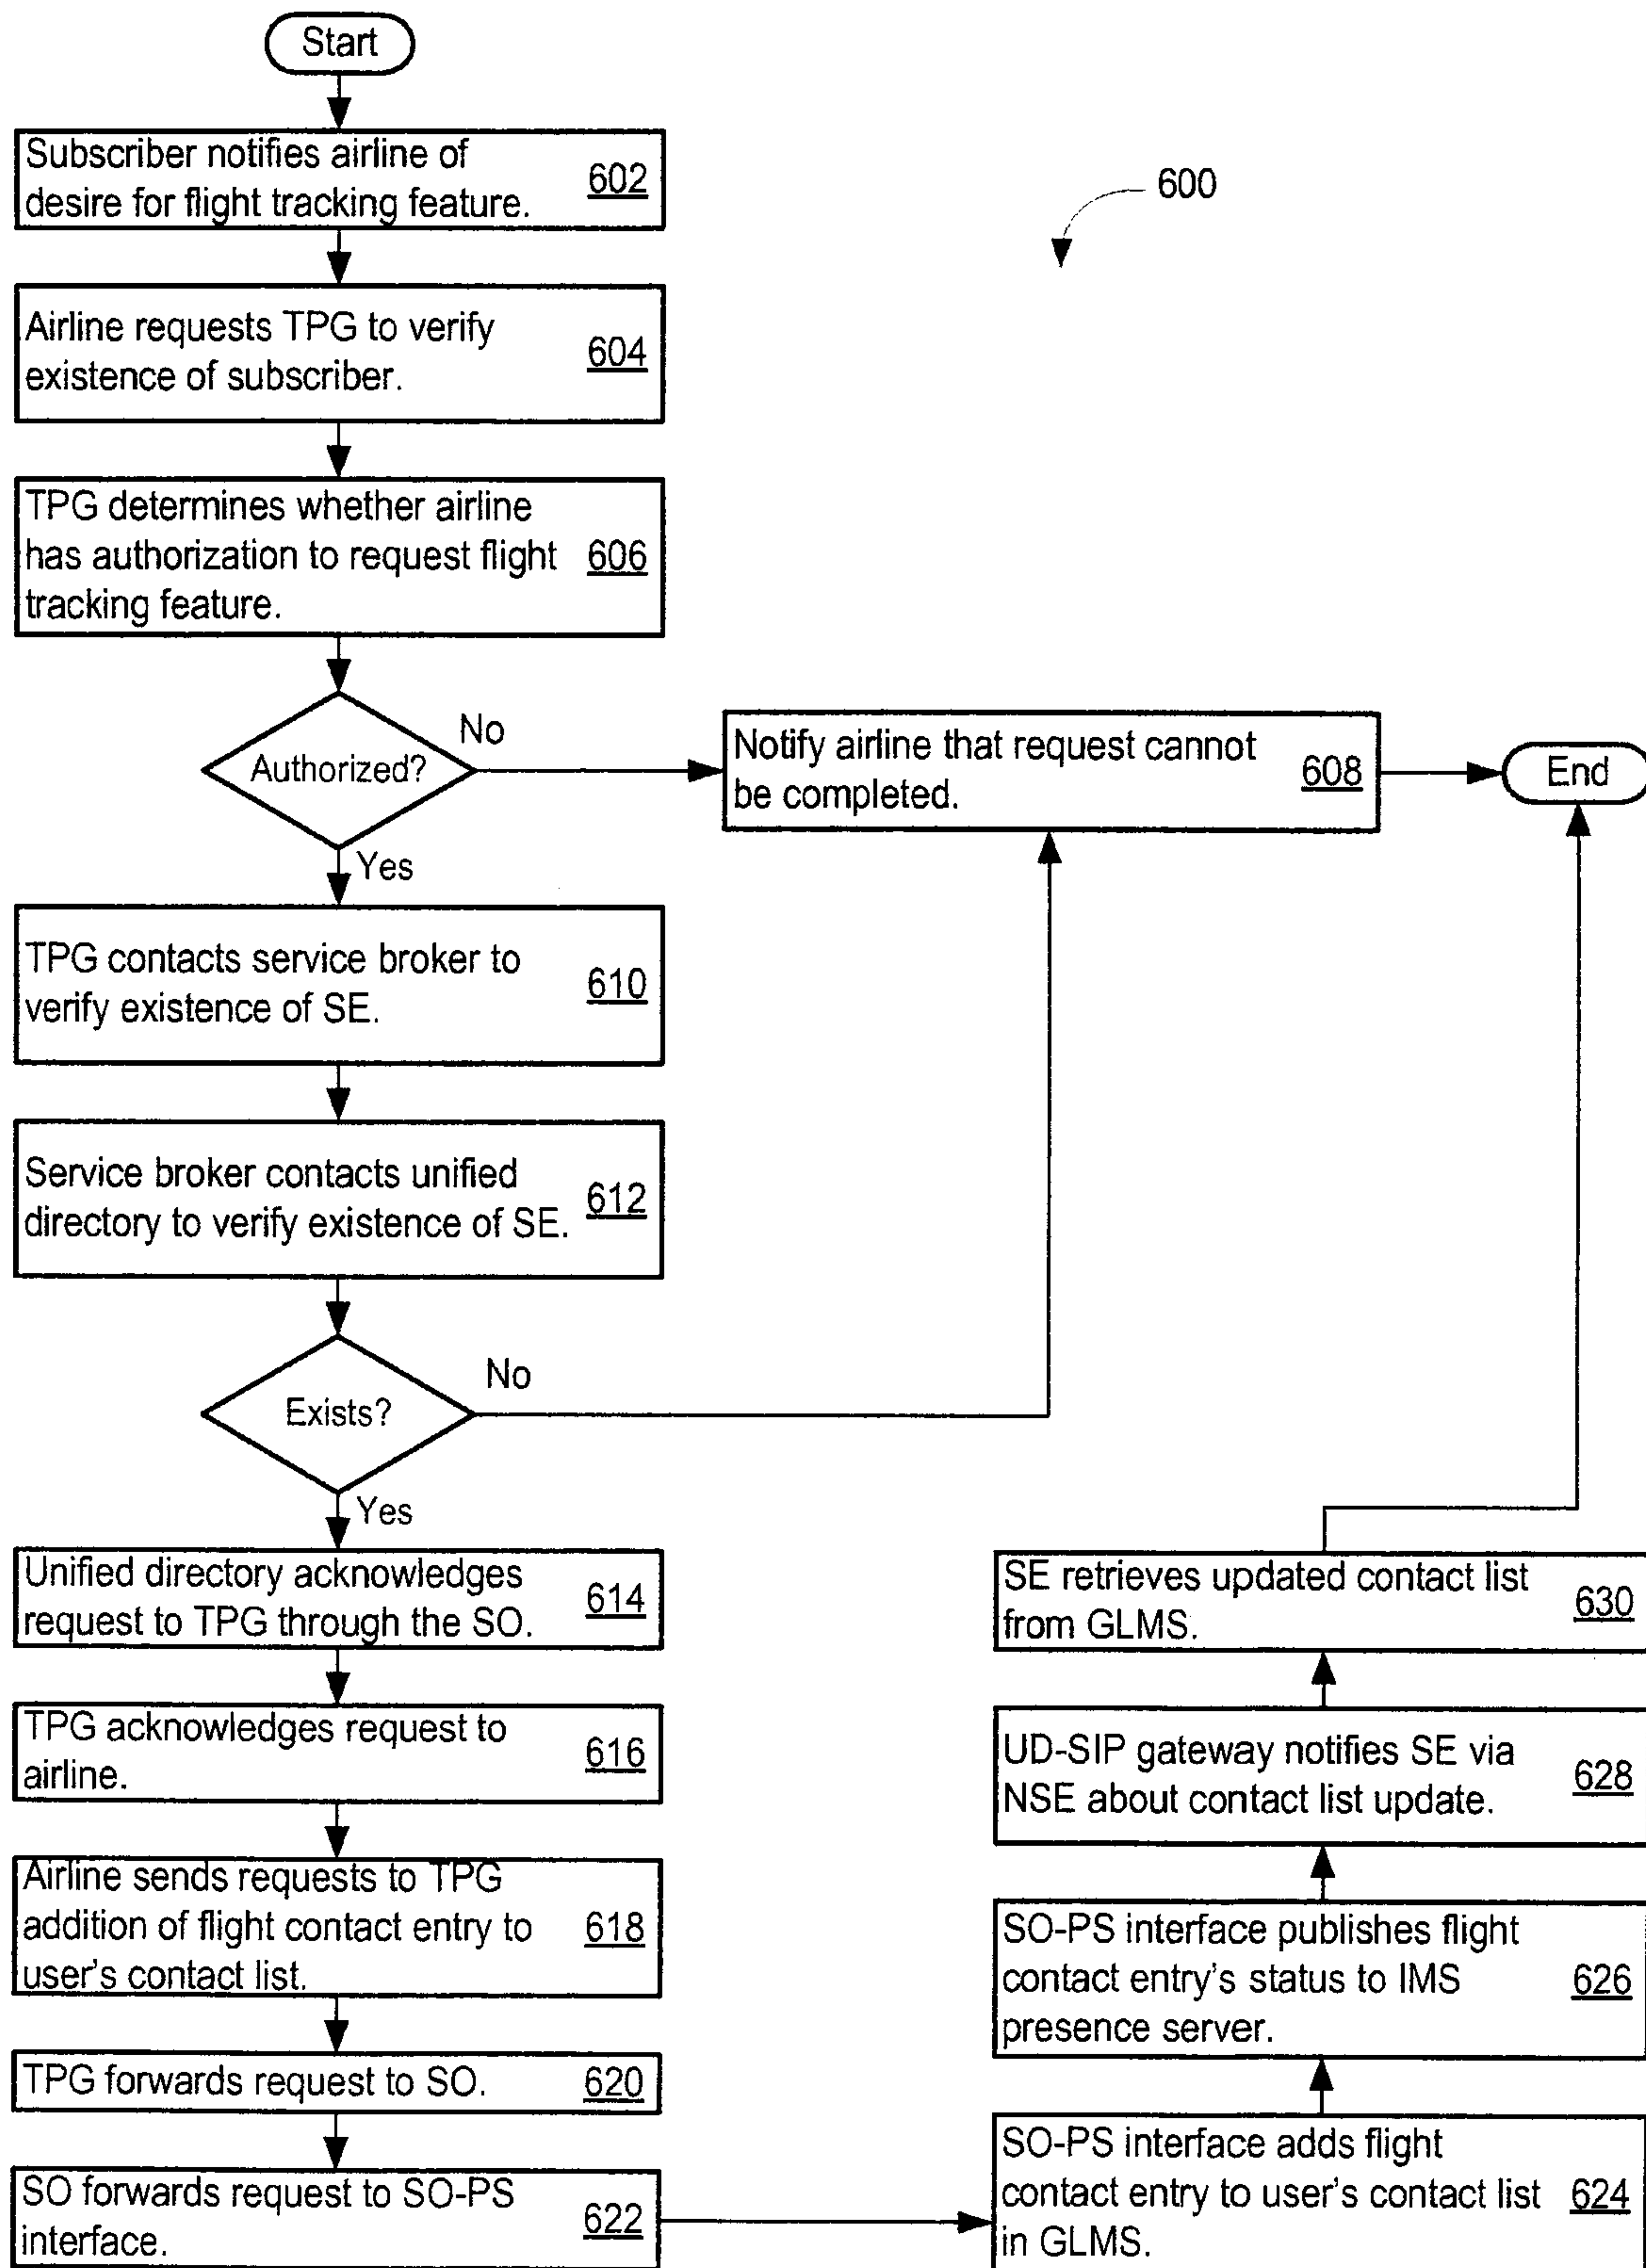 Start
Subscriber notifies airline of
desire for flight tracking feature.
602
600
Airline requests TPG to verify
existence of subscriber.
604
TPG determines whether airline
has authorization to request flight
tracking feature.
606
Authorized?
No
Yes
Notify airline that request cannot
be completed.
608
End
TPG contacts service broker to
verify existence of SE.
610
Service broker contacts unified
directory to verify existence of SE.
612
Exists?
No
Yes
Unified directory acknowledges
request to TPG through the SO.
614
TPG acknowledges request to
airline.
616
Airline sends requests to TPG
addition of flight contact entry to
user's contact list.
618
TPG forwards request to SO.
620
SO forwards request to SO-PS
interface.
622
SO-PS interface adds flight
contact entry to user's contact list
in GLMS.
624
SO-PS interface publishes flight
contact entry's status to IMS
presence server.
626
UD-SIP gateway notifies SE via
NSE about contact list update.
628
SE retrieves updated contact list
from GLMS.
630